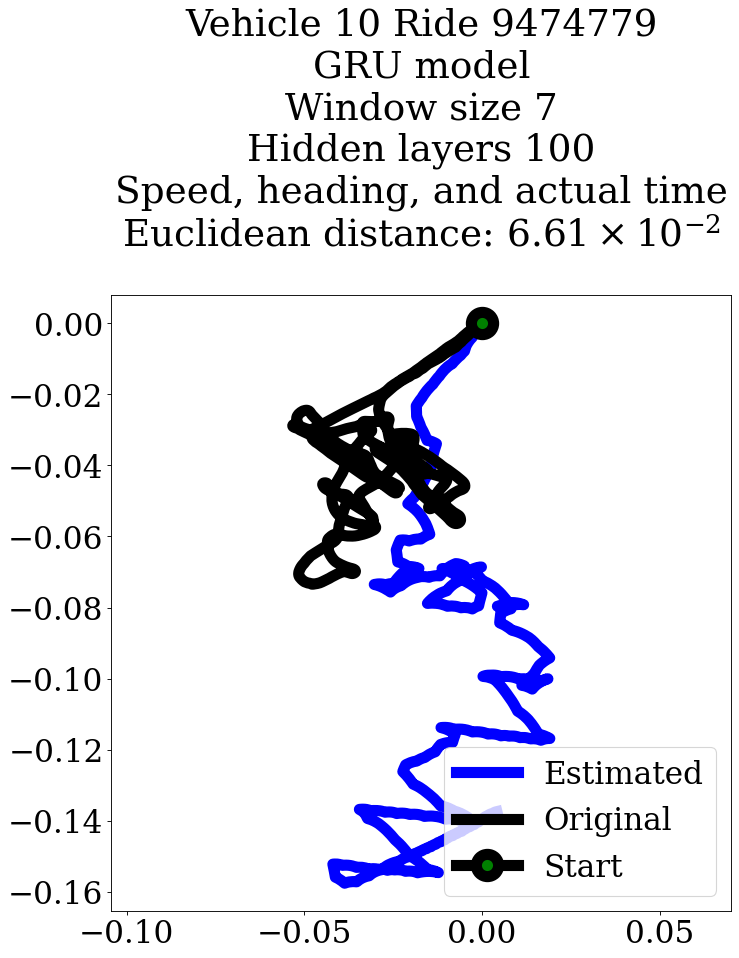 Vehicle 10 Ride 9474779
GRU model
Window size 7
Hidden layers 100
Speed, heading, and actual time
Euclidean distance: 6.61 × 10⁻²
0.00
−0.02
−0.04
−0.06
−0.08
−0.10
−0.12
−0.14
−0.16
Estimated
Original
Start
−0.10 −0.05 0.00 0.05